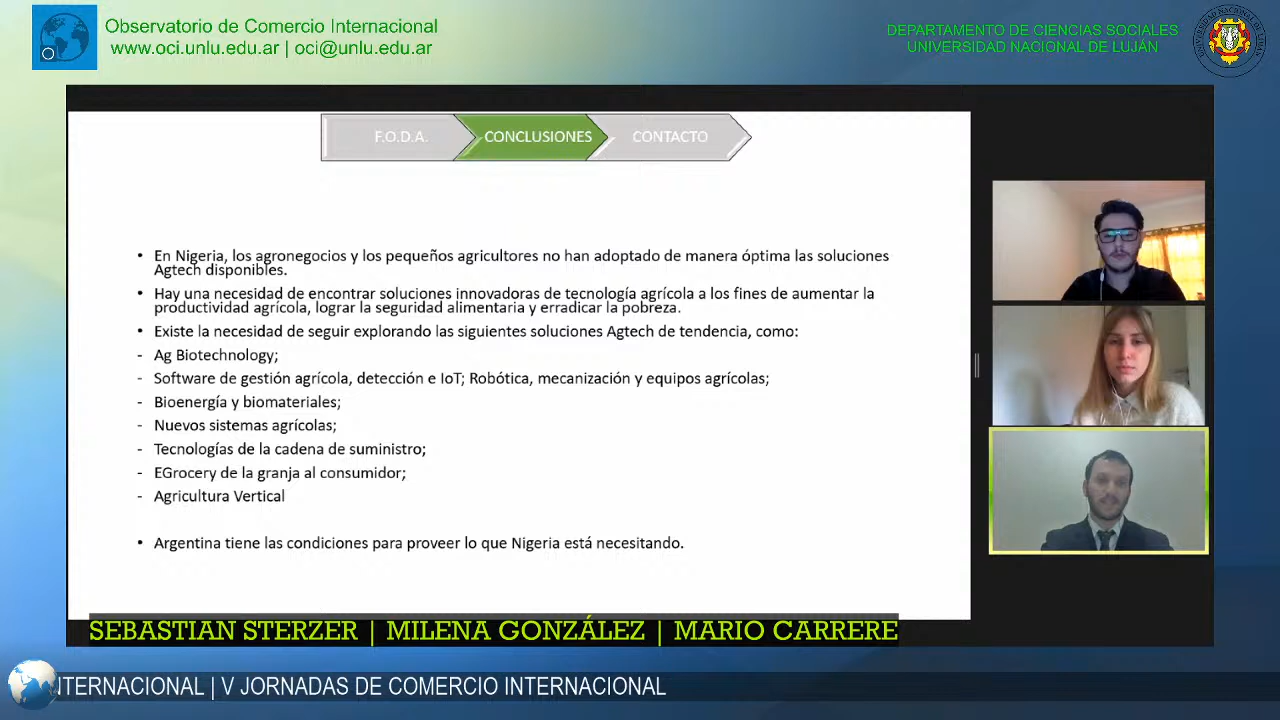 Observatorio de Comercio Internacional
www.oci.unlu.edu.ar | oci@unlu.edu.ar
DEPARTAMENTO DE CIENCIAS SOCIALES
UNIVERSIDAD NACIONAL DE LUJÁN
F.O.D.A. CONCLUSIONES CONTACTO
• En Nigeria, los agronegocios y los pequeños agricultores no han adoptado de manera óptima las soluciones
Agtech disponibles.
• Hay una necesidad de encontrar soluciones innovadoras de tecnología agrícola a los fines de aumentar la
productividad agrícola, lograr la seguridad alimentaria y erradicar la pobreza.
• Existe la necesidad de seguir explorando las siguientes soluciones Agtech de tendencia, como:
- Ag Biotechnology;
- Software de gestión agrícola, detección e IoT; Robótica, mecanización y equipos agrícolas;
- Bioenergía y biomateriales;
- Nuevos sistemas agrícolas;
- Tecnologías de la cadena de suministro;
- EGrocery de la granja al consumidor;
- Agricultura Vertical
• Argentina tiene las condiciones para proveer lo que Nigeria está necesitando.
SEBASTIAN STERZER | MILENA GONZÁLEZ | MARIO CARRERE
NTERNACIONAL | V JORNADAS DE COMERCIO INTERNACIONAL